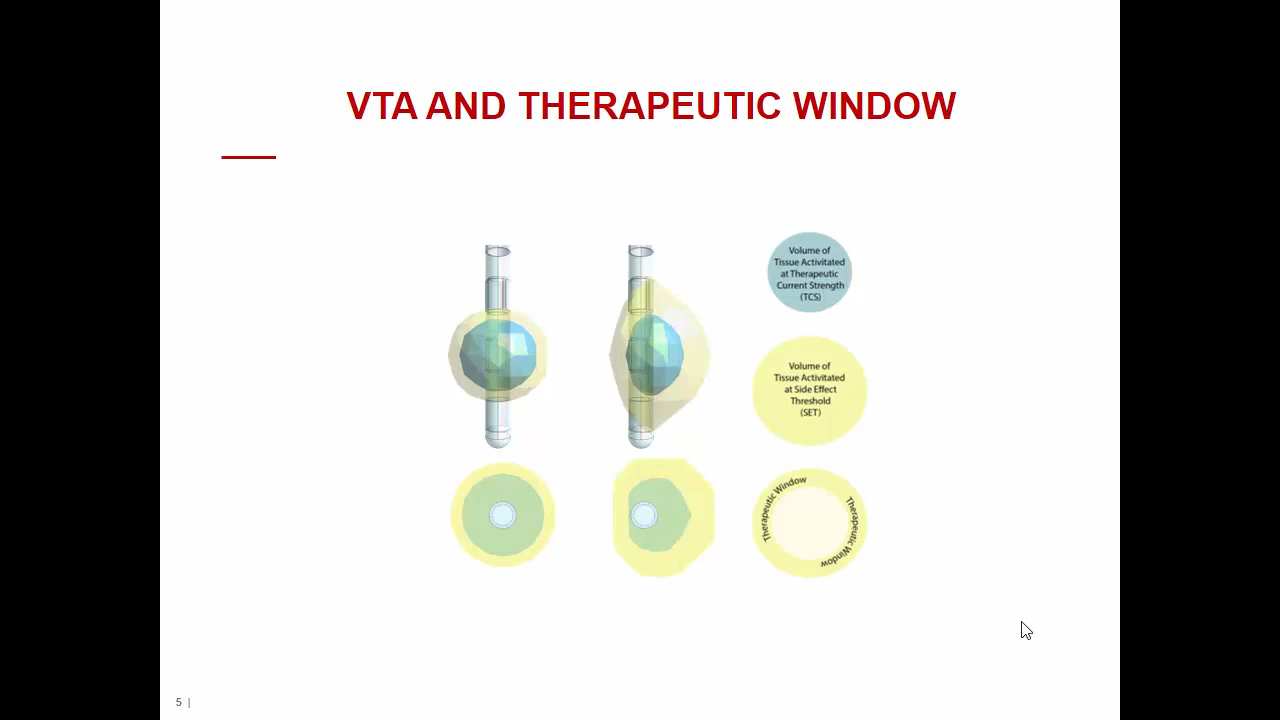 VTA AND THERAPEUTIC WINDOW
Volume of
Tissue Activitated
at Therapeutic
Current Strength
(TCS)
Volume of
Tissue Activitated
at Side Effect
Threshold
(SET)
Therapeutic Window
Therapeutic Window
5 |